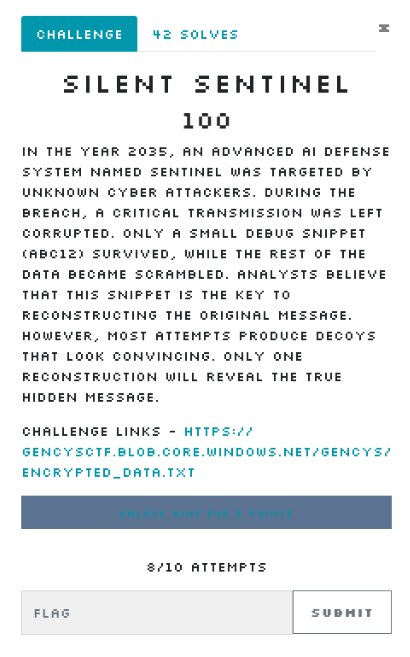 CHALLENGE
42 SOLVES
SILENT SENTINEL
100
IN THE YEAR 2035, AN ADVANCED AI DEFENSE
SYSTEM NAMED SENTINEL WAS TARGETED BY
UNKNOWN CYBER ATTACKERS. DURING THE
BREACH, A CRITICAL TRANSMISSION WAS LEFT
CORRUPTED. ONLY A SMALL DEBUG SNIPPET
(ABC12) SURVIVED, WHILE THE REST OF THE
DATA BECAME SCRAMBLED. ANALYSTS BELIEVE
THAT THIS SNIPPET IS THE KEY TO
RECONSTRUCTING THE ORIGINAL MESSAGE.
HOWEVER, MOST ATTEMPTS PRODUCE DECOYS
THAT LOOK CONVINCING. ONLY ONE
RECONSTRUCTION WILL REVEAL THE TRUE
HIDDEN MESSAGE.
CHALLENGE LINKS - HTTPS://
GENCYSCTF.BLOB.CORE.WINDOWS.NET/GENCYS/
ENCRYPTED_DATA.TXT
8/10 ATTEMPTS
FLAG
SUBMIT